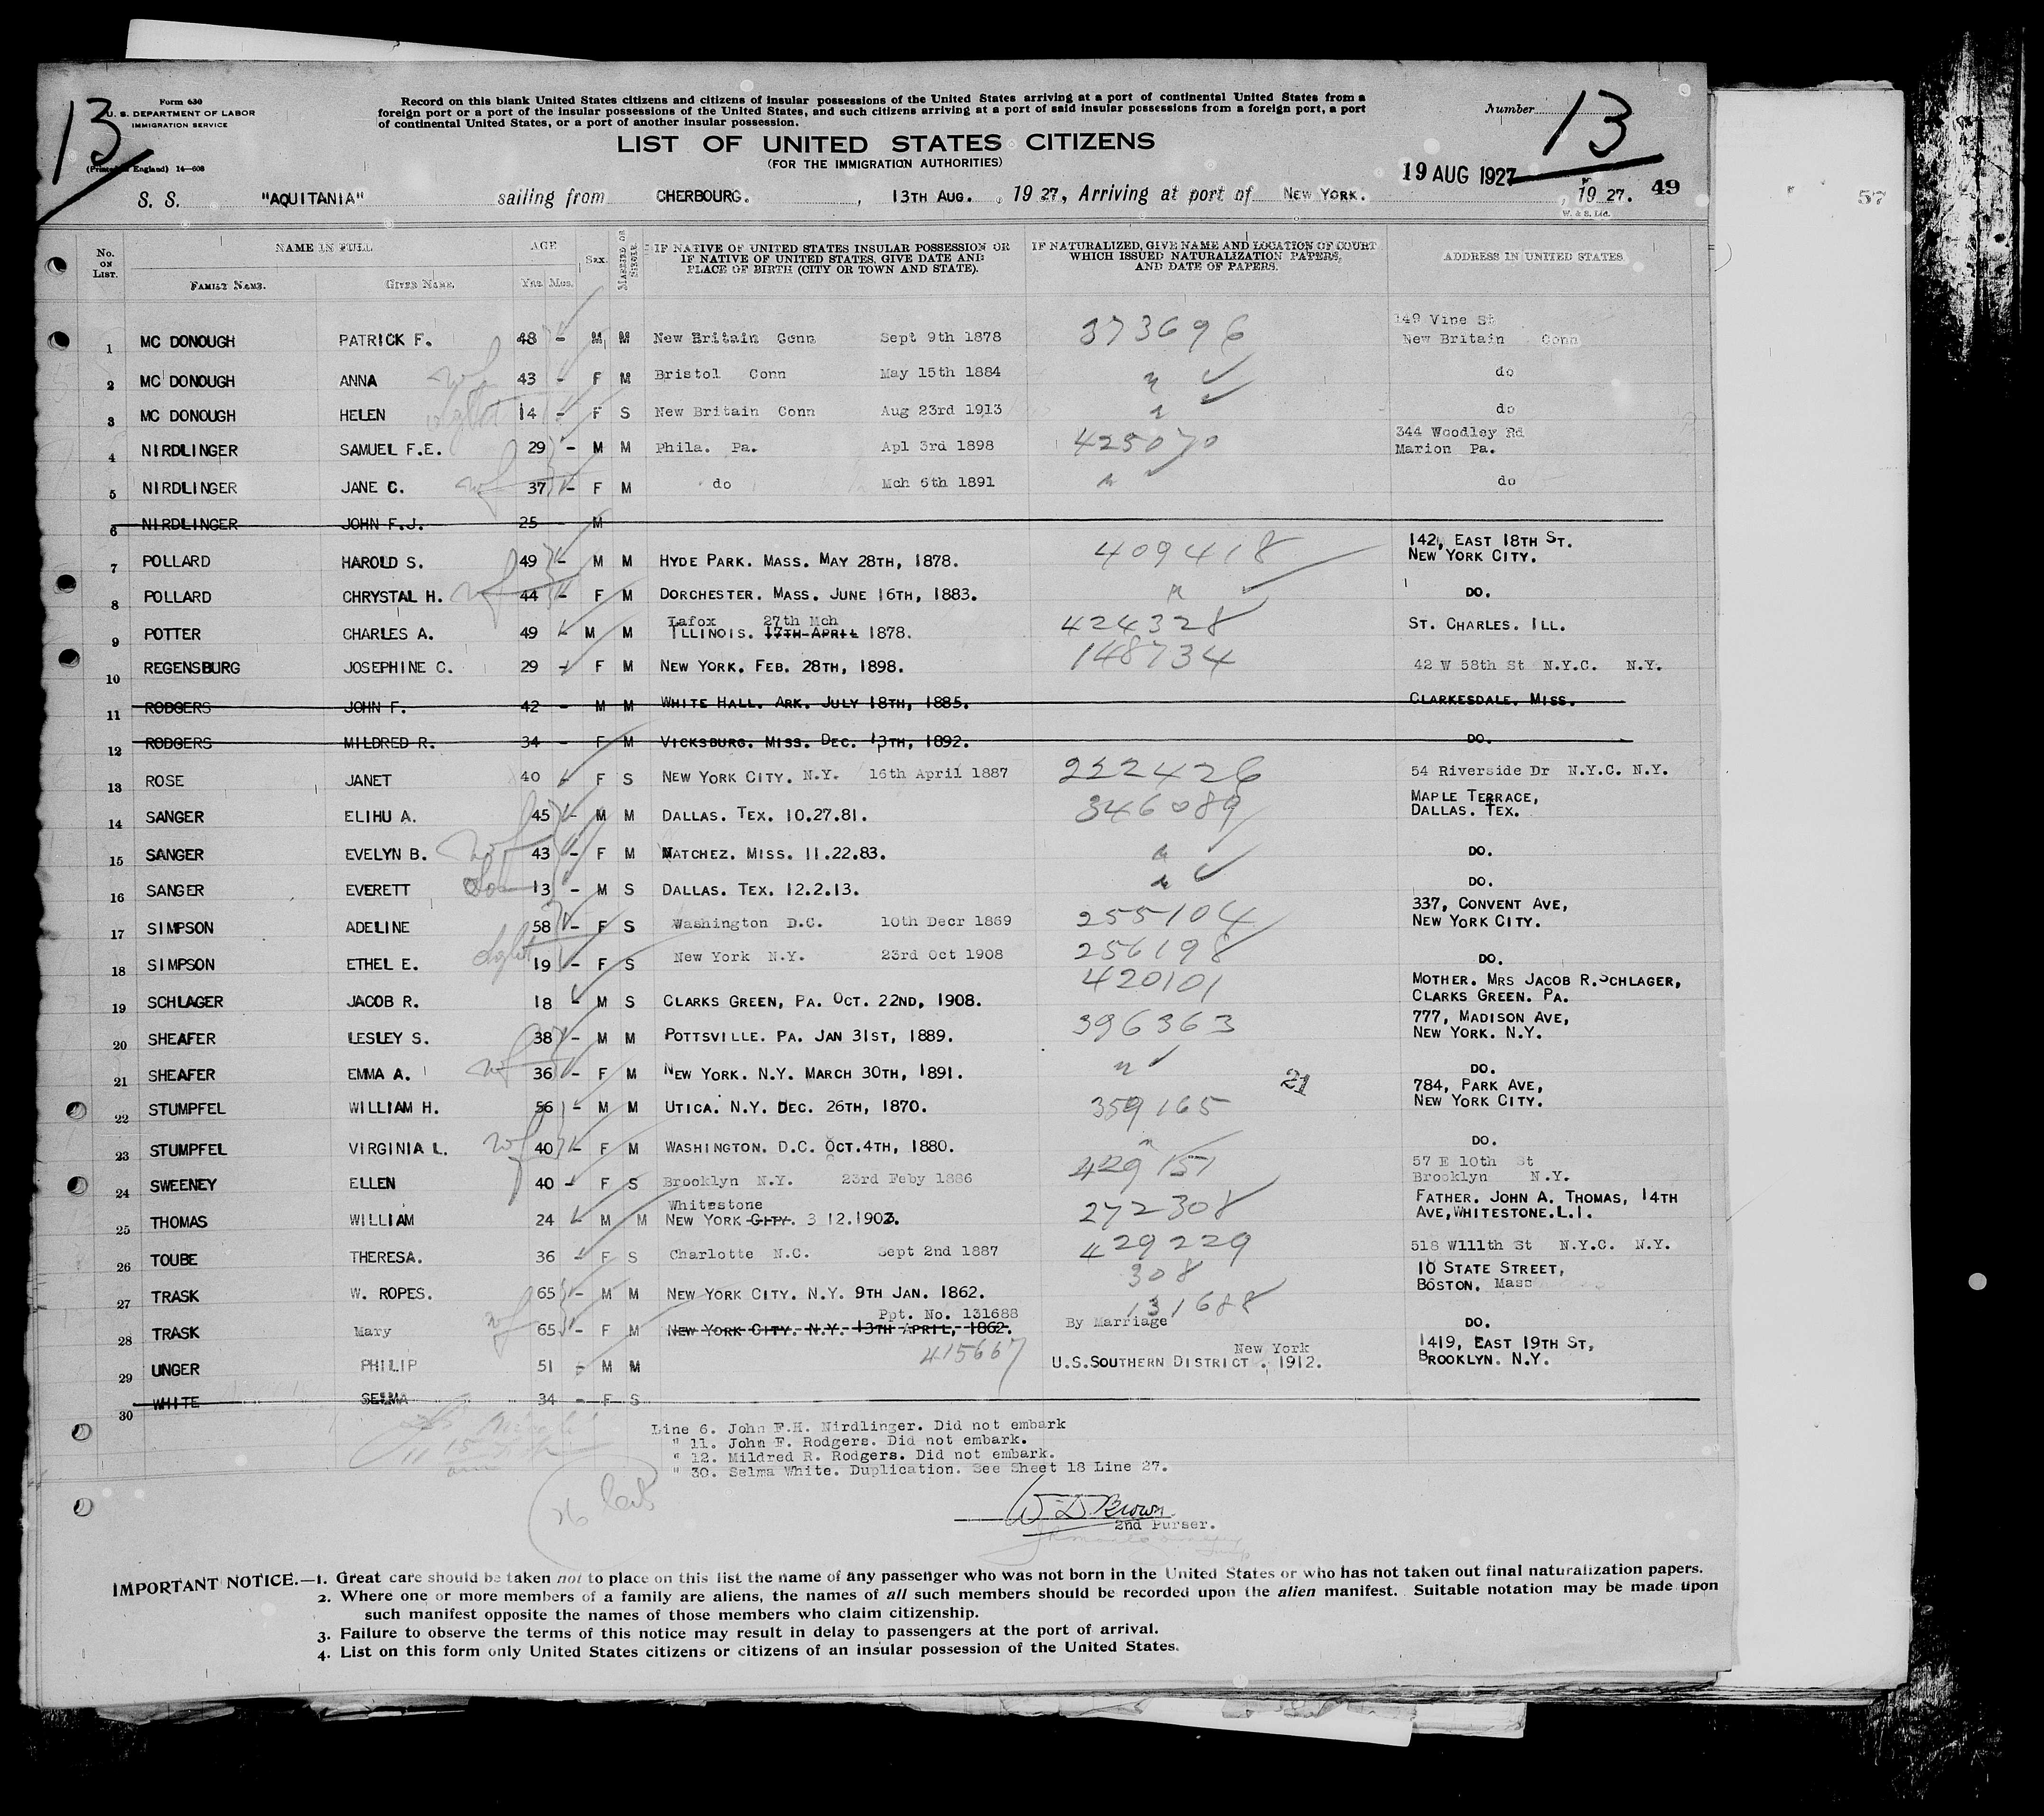 13
Form 630
U. S. DEPARTMENT OF LABOR
IMMIGRATION SERVICE
(Printed in England) 14—608
Record on this blank United States citizens and citizens of insular possessions of the United States arriving at a port of continental United States from a
foreign port or a port of the insular possessions of the United States, and such citizens arriving at a port of said insular possessions from a foreign port, a port
of continental United States, or a port of another insular possession.
Number 13
LIST OF UNITED STATES CITIZENS
(FOR THE IMMIGRATION AUTHORITIES)
19 AUG 1927
S. S. "AQUITANIA" sailing from CHERBOURG. , 13TH AUG. , 19 27, Arriving at port of NEW YORK. , 19 27. 49
W. & S. Ltd.
57
No. ON LIST. NAME IN FULL AGE SEX. MARRIED OR SINGLE. IF NATIVE OF UNITED STATES INSULAR POSSESSION OR IF NATIVE OF UNITED STATES, GIVE DATE AND PLACE OF BIRTH (CITY OR TOWN AND STATE). IF NATURALIZED, GIVE NAME AND LOCATION OF COURT WHICH ISSUED NATURALIZATION PAPERS, AND DATE OF PAPERS. ADDRESS IN UNITED STATES
FAMILY NAME. GIVEN NAME. Yrs. Mos.
1 MC DONOUGH PATRICK F. 48 - M M New Britain Conn Sept 9th 1878 373696 149 Vine St New Britain Conn
2 MC DONOUGH ANNA wf 43 - F M Bristol Conn May 15th 1884 " do
3 MC DONOUGH HELEN dghtr 14 - F S New Britain Conn Aug 23rd 1913 " do
4 NIRDLINGER SAMUEL F.E. 29 - M M Phila. Pa. Apl 3rd 1898 425070 344 Woodley Rd Marion Pa.
5 NIRDLINGER JANE C. wf 37 - F M do Mch 6th 1891 " do
6 NIRDLINGER JOHN F.J. 25 - M
7 POLLARD HAROLD S. 49 - M M HYDE PARK. MASS. MAY 28TH, 1878. 409418 142, EAST 18TH ST. NEW YORK CITY.
8 POLLARD CHRYSTAL H. wf 44 - F M DORCHESTER. MASS. JUNE 16TH, 1883. " DO.
9 POTTER CHARLES A. 49 - M M Lafox ILLINOIS. 27th Mch 17TH APRIL 1878. 424328 ST. CHARLES. ILL.
10 REGENSBURG JOSEPHINE C. 29 - F M NEW YORK. FEB. 28TH, 1898. 148734 42 W 58th St N.Y.C. N.Y.
11 RODGERS JOHN F. 42 - M M WHITE HALL. ARK. JULY 18TH, 1885. CLARKESDALE. MISS.
12 RODGERS MILDRED R. 34 - F M VICKSBURG. MISS. DEC. 13TH, 1892. DO.
13 ROSE JANET 40 - F S NEW YORK CITY. N.Y. 16th April 1887 222426 54 Riverside Dr N.Y.C. N.Y.
14 SANGER ELIHU A. 45 - M M DALLAS. TEX. 10.27.81. 346089 MAPLE TERRACE, DALLAS. TEX.
15 SANGER EVELYN B. wf 43 - F M NATCHEZ. MISS. 11.22.83. " DO.
16 SANGER EVERETT son 13 - M S DALLAS. TEX. 12.2.13. " DO.
17 SIMPSON ADELINE 58 - F S Washington D.C. 10th Decr 1869 255104 337, CONVENT AVE, NEW YORK CITY.
18 SIMPSON ETHEL E. dghtr 19 - F S New York N.Y. 23rd Oct 1908 256198 DO.
19 SCHLAGER JACOB R. 18 - M S CLARKS GREEN, PA. OCT. 22ND, 1908. 420101 MOTHER. MRS JACOB R. SCHLAGER, CLARKS GREEN. PA.
20 SHEAFER LESLEY S. 38 - M M POTTSVILLE. PA. JAN 31ST, 1889. 396363 777, MADISON AVE, NEW YORK. N.Y.
21 SHEAFER EMMA A. wf 36 - F M NEW YORK. N.Y. MARCH 30TH, 1891. " 21 DO.
22 STUMPFEL WILLIAM H. 56 - M M UTICA. N.Y. DEC. 26TH, 1870. 359165 784, PARK AVE, NEW YORK CITY.
23 STUMPFEL VIRGINIA L. wf 40 - F M WASHINGTON. D.C. OCT.4TH, 1880. " DO.
24 SWEENEY ELLEN 40 - F S Brooklyn N.Y. 23rd Feby 1886 429151 57 E 10th St Brooklyn N.Y.
25 THOMAS WILLIAM 24 - M M Whitestone NEW YORK CITY. 3 12.1903. 272308 FATHER. JOHN A. THOMAS, 14TH AVE, WHITESTONE.L.I.
26 TOUBE THERESA. 36 - F S Charlotte N.C. Sept 2nd 1887 429229 518 W111th St N.Y.C. N.Y.
27 TRASK W. ROPES. 65 - M M NEW YORK CITY. N.Y. 9TH JAN. 1862. 308 10 STATE STREET, BOSTON. Mass
28 TRASK Mary wf 65 - F M Ppt. No. 131688 NEW YORK CITY. N.Y. 13TH APRIL, 1862. 131688 By Marriage DO.
29 UNGER PHILIP 51 - M M 415667 U.S.SOUTHERN DISTRICT New York. 1912. 1419, EAST 19TH ST, BROOKLYN. N.Y.
30 WHITE SELMA 34 - F S
Line 6. John F.H. Nirdlinger. Did not embark
" 11. John F. Rodgers. Did not embark.
" 12. Mildred R. Rodgers. Did not embark.
" 30. Selma White. Duplication. See Sheet 18 Line 27.
26
W D Brown
2nd Purser.
IMPORTANT NOTICE.—1. Great care should be taken not to place on this list the name of any passenger who was not born in the United States or who has not taken out final naturalization papers.
2. Where one or more members of a family are aliens, the names of all such members should be recorded upon the alien manifest. Suitable notation may be made upon
such manifest opposite the names of those members who claim citizenship.
3. Failure to observe the terms of this notice may result in delay to passengers at the port of arrival.
4. List on this form only United States citizens or citizens of an insular possession of the United States.